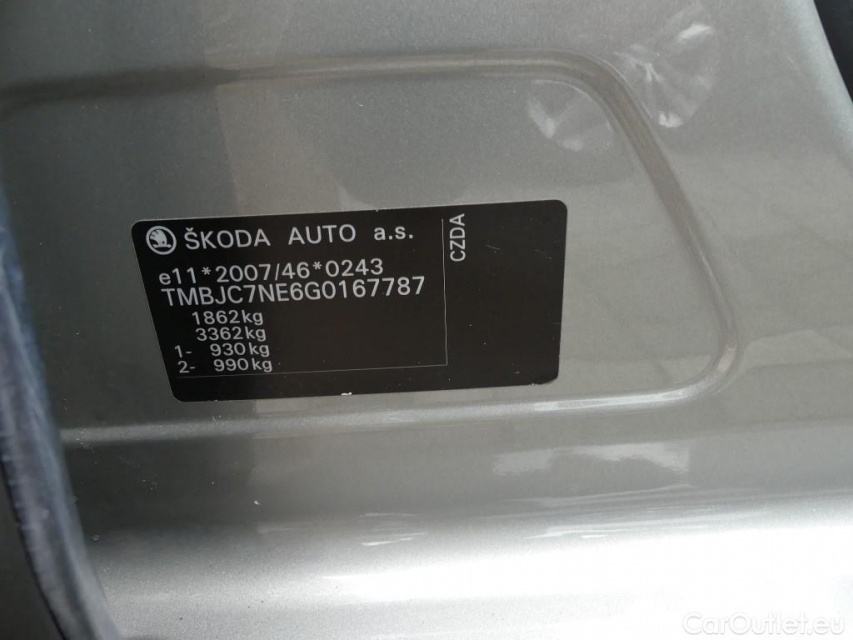 ŠKODA AUTO a.s.
CZDA
e11*2007/46*0243
TMBJC7NE6G0167787
1862kg
3362kg
1- 930kg
2- 990kg
CarOutlet.eu